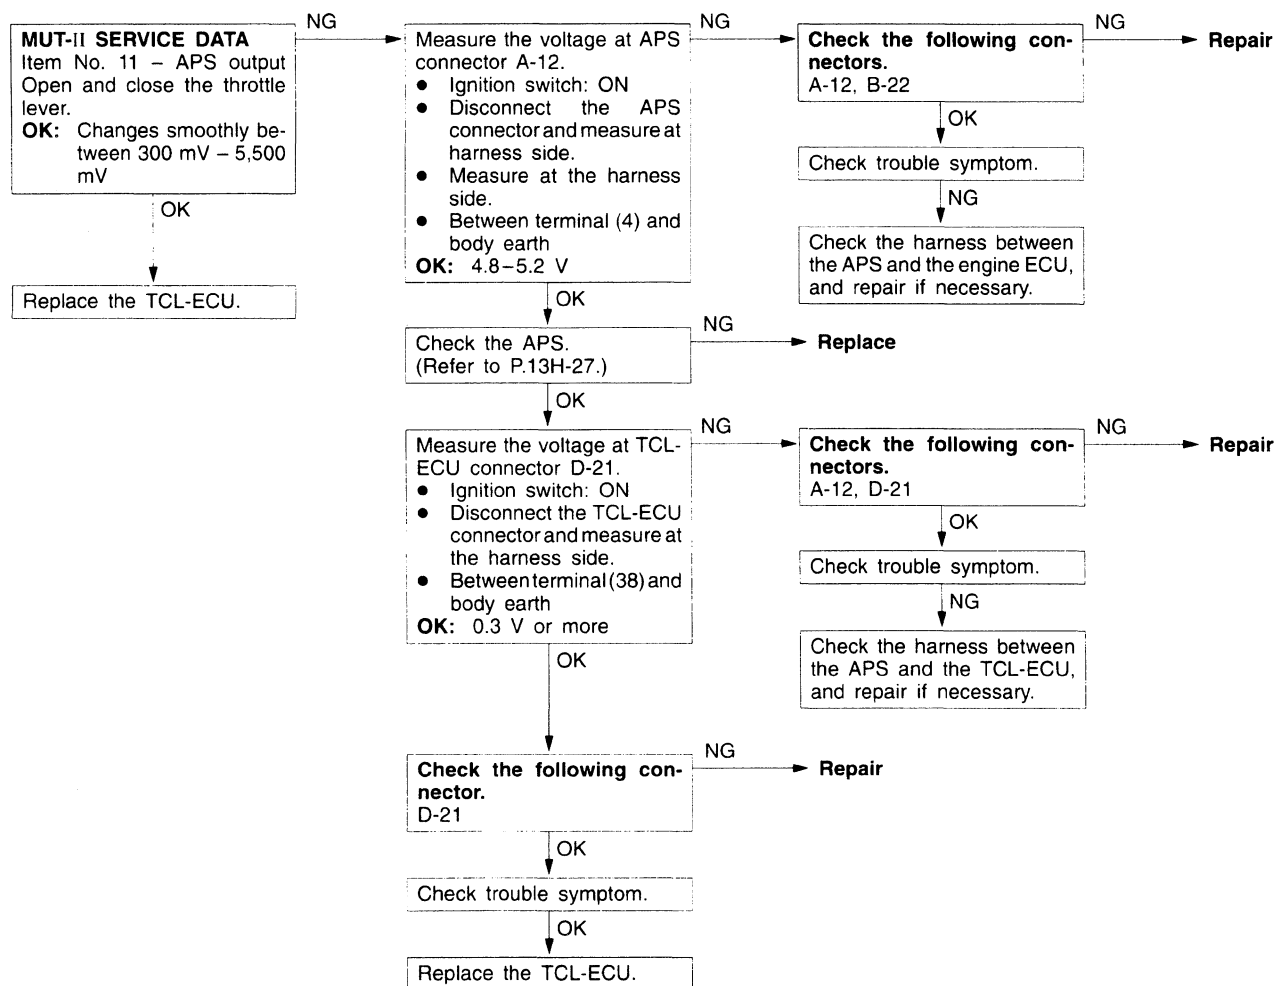 MUT-II SERVICE DATA
Item No. 11 – APS output
Open and close the throttle
lever.
OK: Changes smoothly be-
tween 300 mV – 5,500
mV
OK
Replace the TCL-ECU.
NG
Measure the voltage at APS
connector A-12.
● Ignition switch: ON
● Disconnect the APS
connector and measure at
harness side.
● Measure at the harness
side.
● Between terminal (4) and
body earth
OK: 4.8–5.2 V
NG
Check the following con-
nectors.
A-12, B-22
NG
Repair
OK
Check trouble symptom.
NG
Check the harness between
the APS and the engine ECU,
and repair if necessary.
OK
Check the APS.
(Refer to P.13H-27.)
NG
Replace
OK
Measure the voltage at TCL-
ECU connector D-21.
● Ignition switch: ON
● Disconnect the TCL-ECU
connector and measure at
the harness side.
● Between terminal (38) and
body earth
OK: 0.3 V or more
NG
Check the following con-
nectors.
A-12, D-21
NG
Repair
OK
Check trouble symptom.
NG
Check the harness between
the APS and the TCL-ECU,
and repair if necessary.
OK
Check the following con-
nector.
D-21
NG
Repair
OK
Check trouble symptom.
OK
Replace the TCL-ECU.